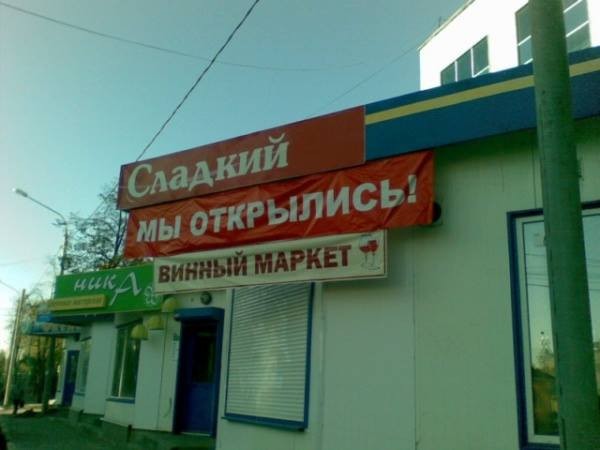 Сладкий
МЫ ОТКРЫЛИСЬ!
ВИННЫЙ МАРКЕТ
никА